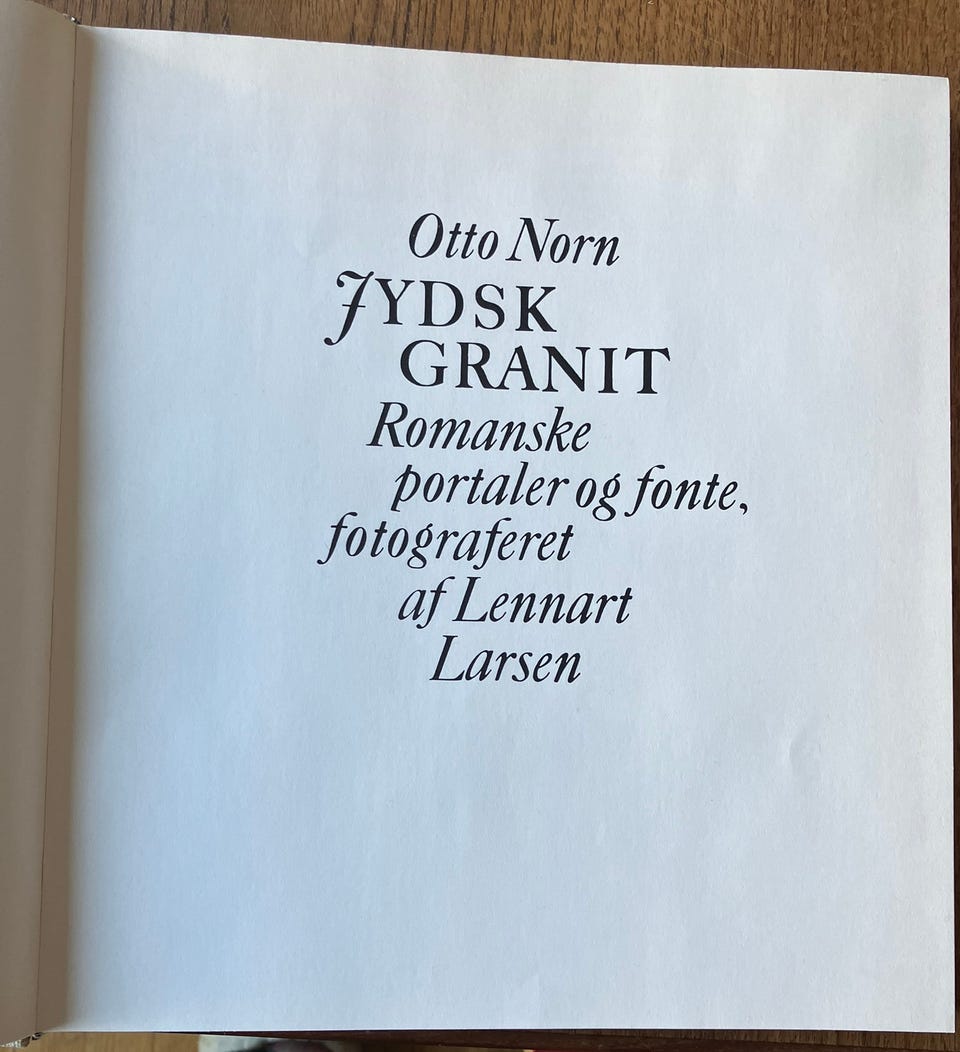 Otto Norn
JYDSK
GRANIT
Romanske
portaler og fonte,
fotograferet
af Lennart
Larsen